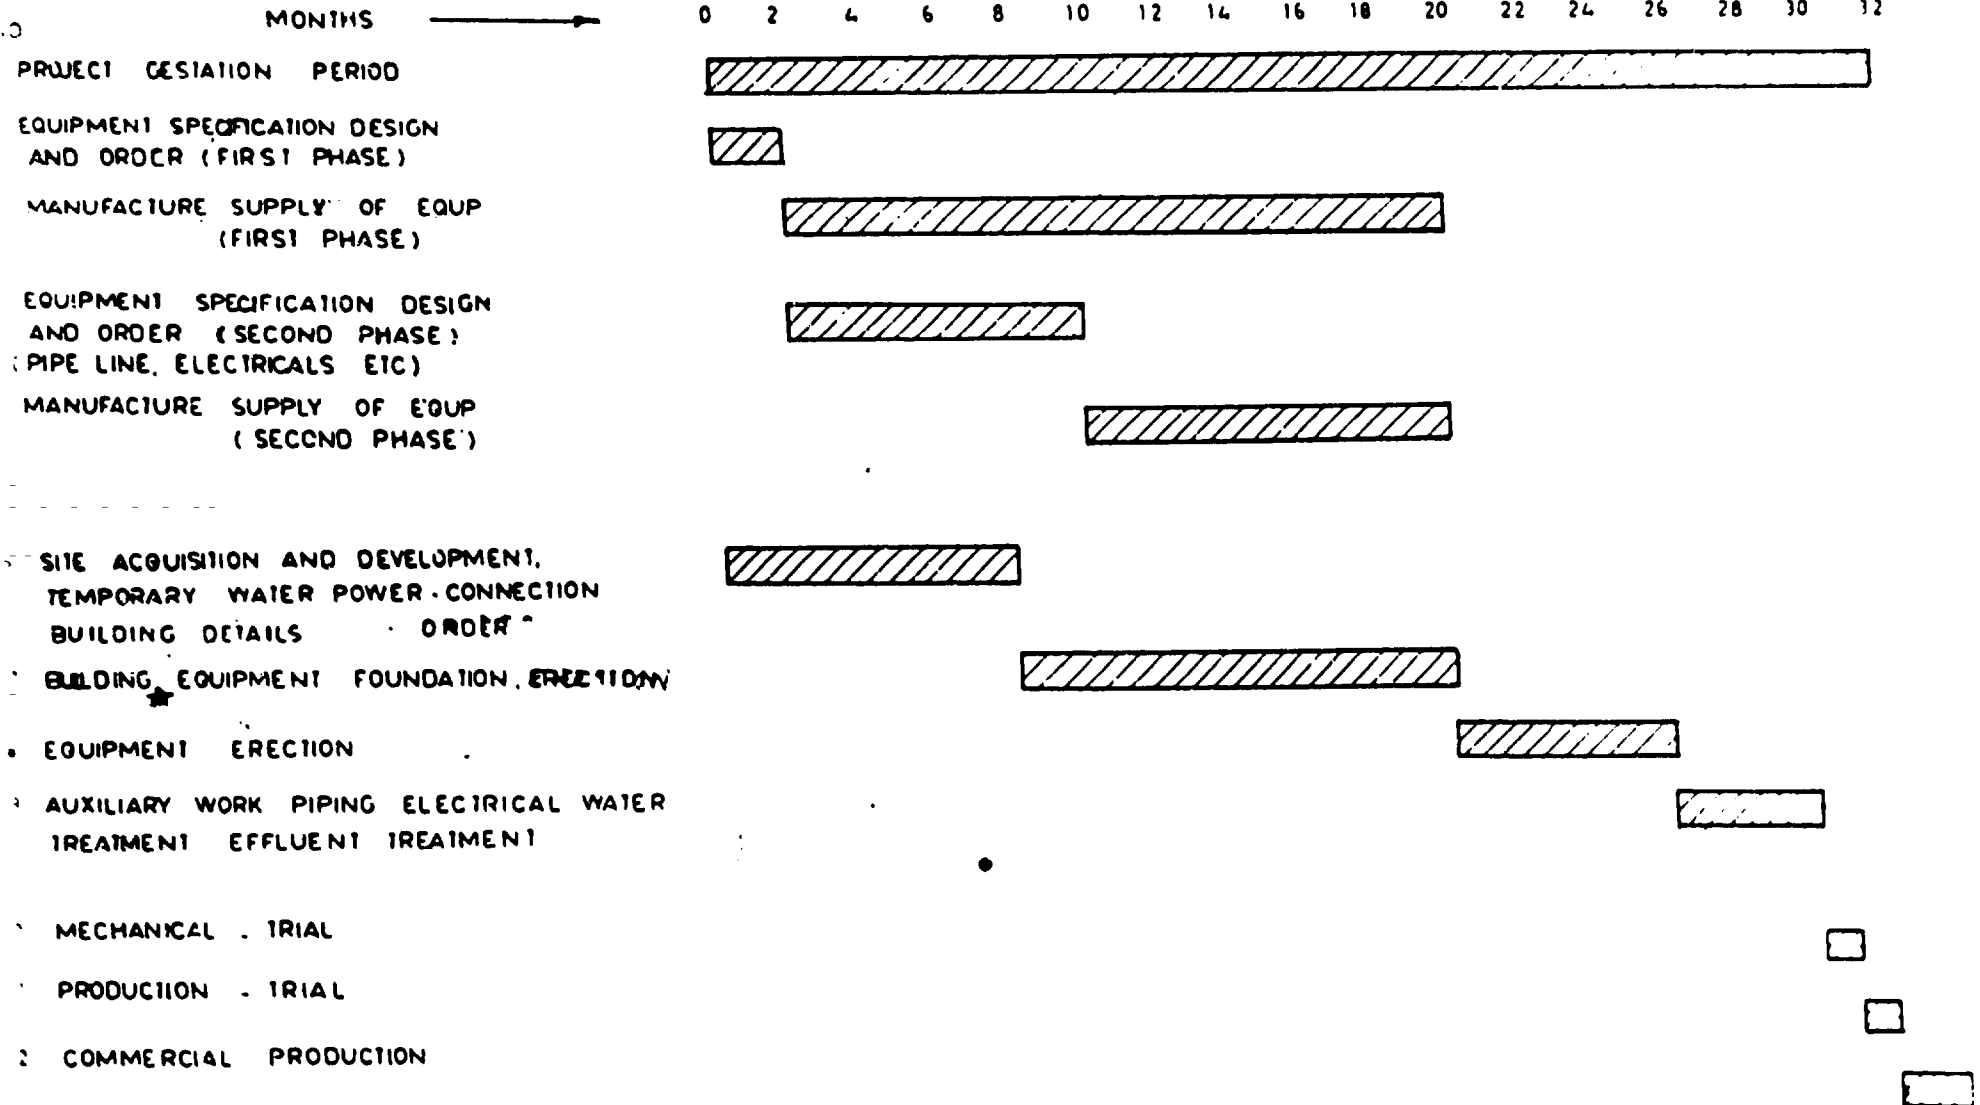 MONTHS 0 2 4 6 8 10 12 14 16 18 20 22 24 26 28 30 32
PROJECT GESTATION PERIOD
EQUIPMENT SPECIFICATION DESIGN
AND ORDER (FIRST PHASE)
MANUFACTURE SUPPLY OF EQUP
(FIRST PHASE)
EQUIPMENT SPECIFICATION DESIGN
AND ORDER (SECOND PHASE)
(PIPE LINE, ELECTRICALS ETC)
MANUFACTURE SUPPLY OF EQUP
(SECOND PHASE)
SITE ACQUISITION AND DEVELOPMENT,
TEMPORARY WATER POWER CONNECTION
BUILDING DETAILS ORDER
BUILDING, EQUIPMENT FOUNDATION, ERECTION
EQUIPMENT ERECTION
AUXILIARY WORK PIPING ELECTRICAL WATER
TREATMENT EFFLUENT TREATMENT
MECHANICAL - TRIAL
PRODUCTION - TRIAL
COMMERCIAL PRODUCTION